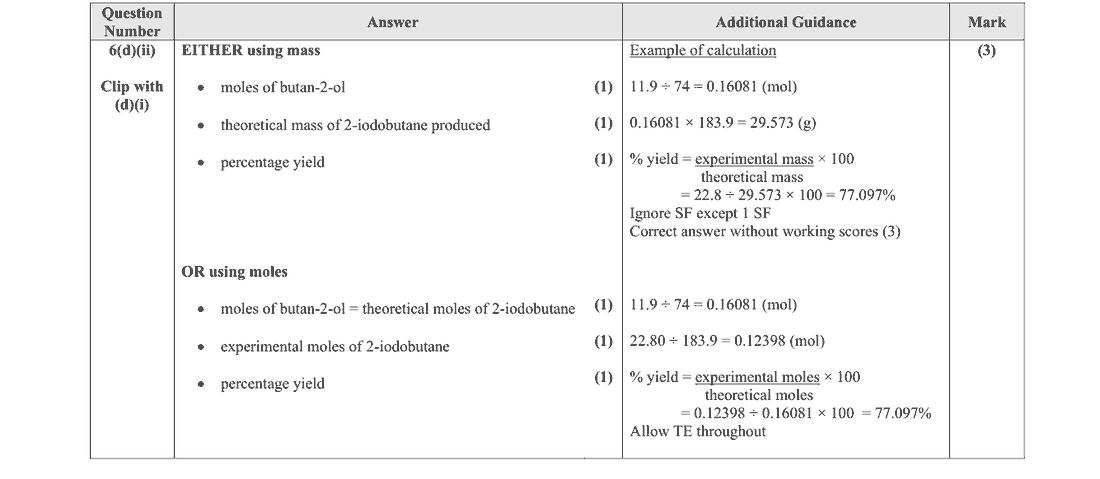 Question Number Answer Additional Guidance Mark
6(d)(ii) EITHER using mass Example of calculation (3)
Clip with (d)(i) • moles of butan-2-ol (1) 11.9 ÷ 74 = 0.16081 (mol)
• theoretical mass of 2-iodobutane produced (1) 0.16081 × 183.9 = 29.573 (g)
• percentage yield (1) % yield = experimental mass × 100
theoretical mass
= 22.8 ÷ 29.573 × 100 = 77.097%
Ignore SF except 1 SF
Correct answer without working scores (3)
OR using moles
• moles of butan-2-ol = theoretical moles of 2-iodobutane (1) 11.9 ÷ 74 = 0.16081 (mol)
• experimental moles of 2-iodobutane (1) 22.80 ÷ 183.9 = 0.12398 (mol)
• percentage yield (1) % yield = experimental moles × 100
theoretical moles
= 0.12398 ÷ 0.16081 × 100 = 77.097%
Allow TE throughout